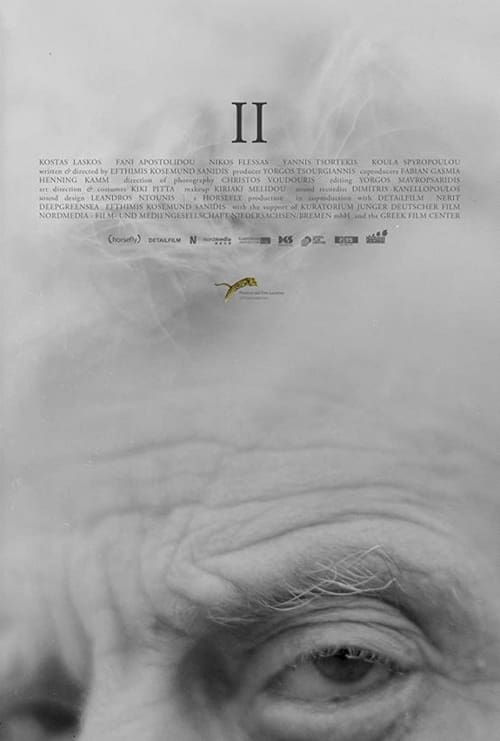 II
KOSTAS LASKOS FANI APOSTOLIDOU NIKOS FLESSAS YANNIS TSORTEKIS KOULA SPYROPOULOU
written & directed by EFTHIMIS KOSEMUND SANIDIS producer YORGOS TSOURGIANNIS coproducers FABIAN GASMIA
HENNING KAMM direction of photography CHRISTOS VOUDOURIS editing YORGOS MAVROPSARIDIS
art direction & costumes KIKI PITTA makeup KIRIAKI MELIDOU sound recordist DIMITRIS KANELLOPOULOS
sound design LEANDROS NTOUNIS a HORSEFLY production in coproduction with DETAILFILM NERIT
DEEPGREENSEA EFTHIMIS KOSEMUND SANIDIS with the support of KURATORIUM JUNGER DEUTSCHER FILM
NORDMEDIA - FILM- UND MEDIENGESELLSCHAFT NIEDERSACHSEN/BREMEN mbH and the GREEK FILM CENTER
(horsefly) DETAILFILM N nordmedia